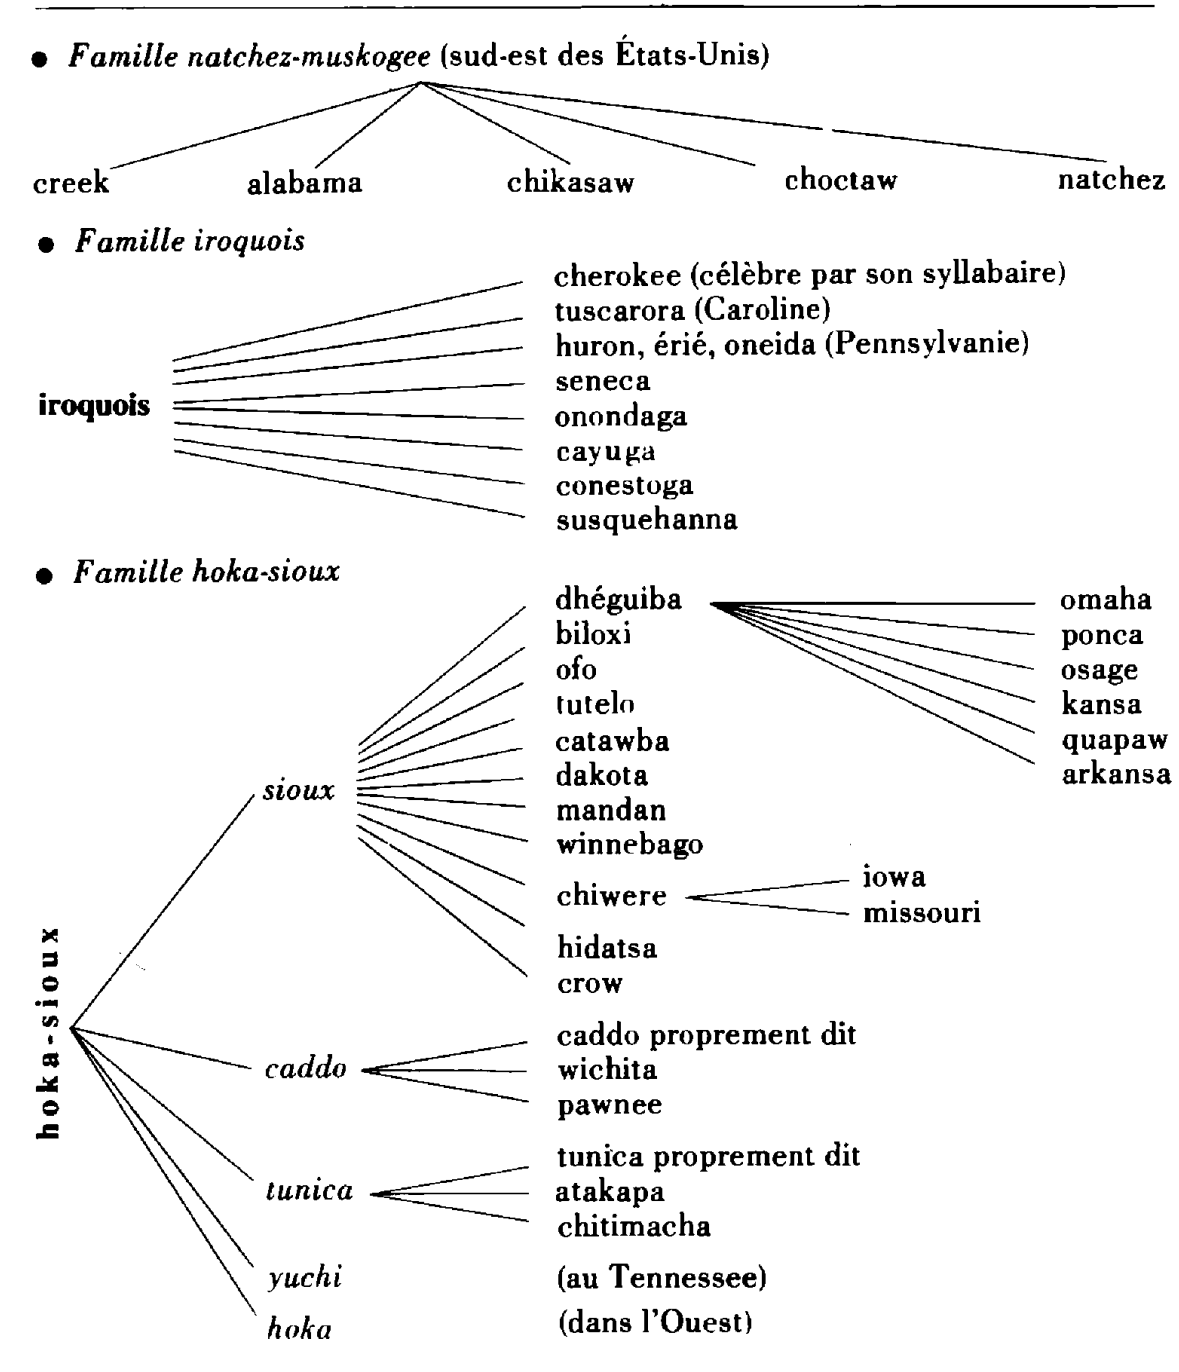 ● Famille natchez-muskogee (sud-est des États-Unis)
creek alabama chikasaw choctaw natchez
● Famille iroquois
cherokee (célèbre par son syllabaire)
tuscarora (Caroline)
huron, érié, oneida (Pennsylvanie)
seneca
iroquois
onondaga
cayuga
conestoga
susquehanna
● Famille hoka-sioux
dhéguiba omaha
biloxi ponca
ofo osage
tutelo kansa
catawba quapaw
dakota arkansa
sioux
mandan
winnebago
chiwere iowa
missouri
hidatsa
crow
hoka-sioux
caddo proprement dit
caddo wichita
pawnee
tunica proprement dit
tunica atakapa
chitimacha
yuchi (au Tennessee)
hoka (dans l'Ouest)